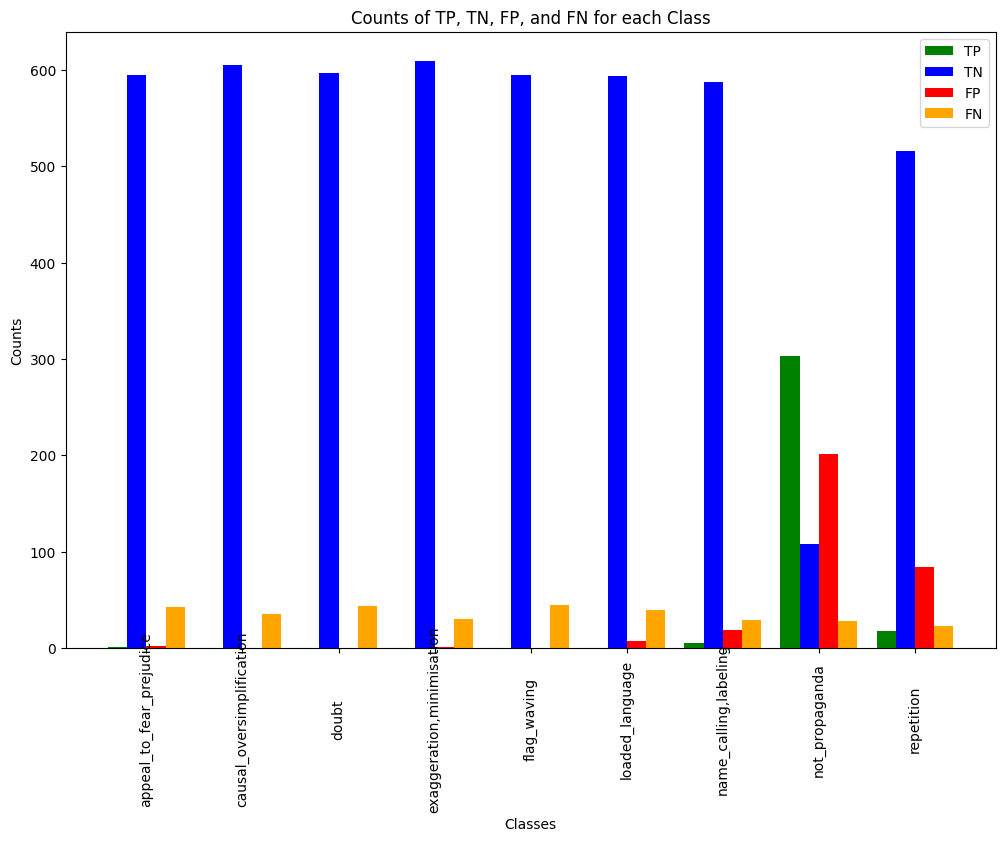 Counts of TP, TN, FP, and FN for each Class
TP
TN
FP
FN
600
500
400
300
200
100
0
Counts
appeal_to_fear_prejudice
causal_oversimplification
doubt
exaggeration,minimisation
flag_waving
loaded_language
name_calling,labeling
not_propaganda
repetition
Classes